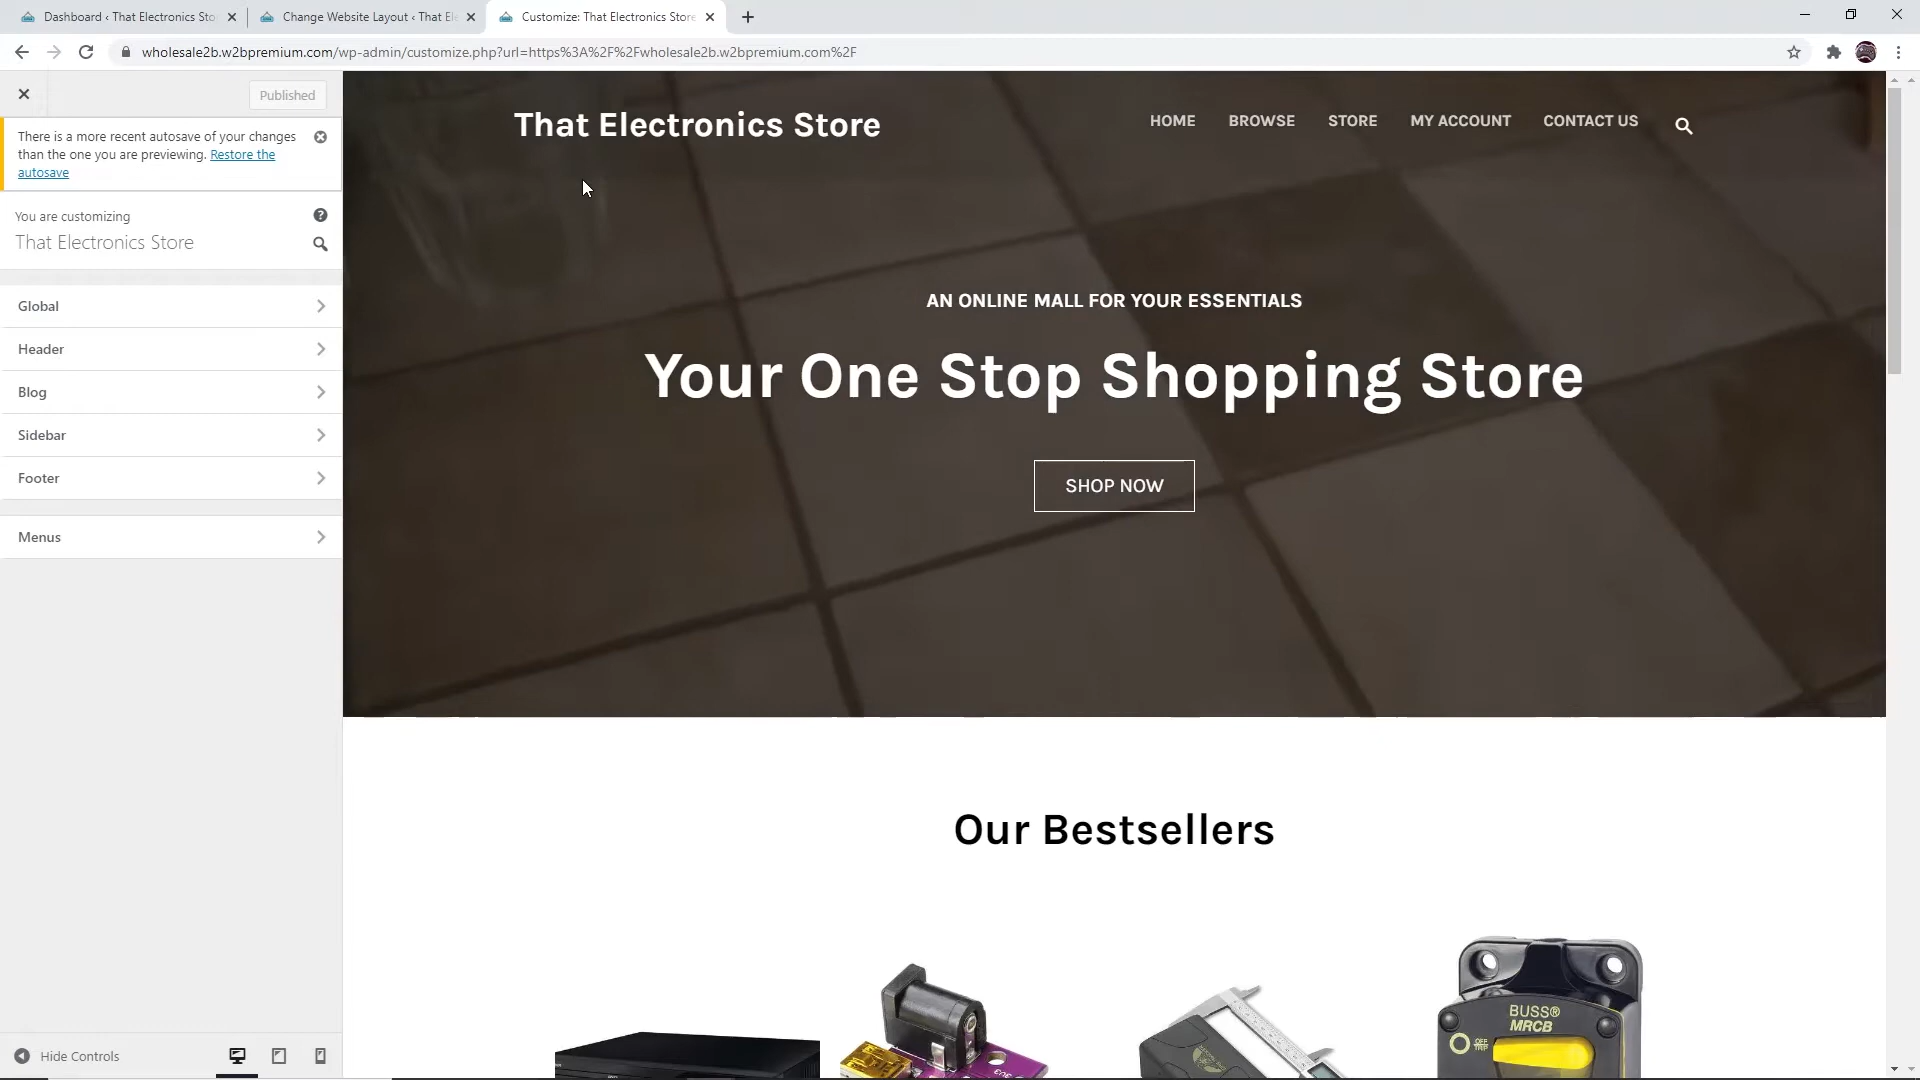 Dashboard ‹ That Electronics Sto
Change Website Layout ‹ That Ele
Customize: That Electronics Store
wholesale2b.w2bpremium.com/wp-admin/customize.php?url=https%3A%2F%2Fwholesale2b.w2bpremium.com%2F
Published
There is a more recent autosave of your changes
than the one you are previewing. Restore the
autosave
You are customizing
That Electronics Store
Global
Header
Blog
Sidebar
Footer
Menus
Hide Controls
That Electronics Store
HOME
BROWSE
STORE
MY ACCOUNT
CONTACT US
AN ONLINE MALL FOR YOUR ESSENTIALS
Your One Stop Shopping Store
SHOP NOW
Our Bestsellers
BUSS®
MRCB
OFF